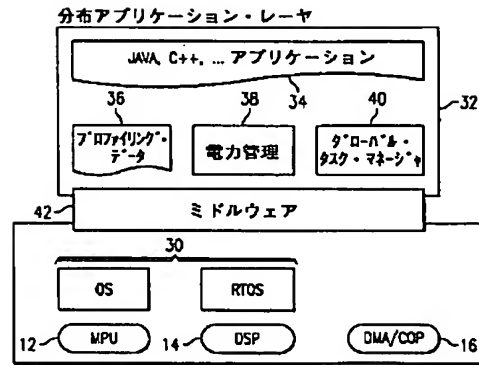 分布アプリケーション・レーヤ
JAVA, C++, ... アプリケーション
34
36
38
40
32
プロファイリング・
データ
電力管理
グローバル・
タスク・マネージャ
42
ミドルウェア
30
OS
RTOS
12
MPU
14
DSP
DMA/COP
16